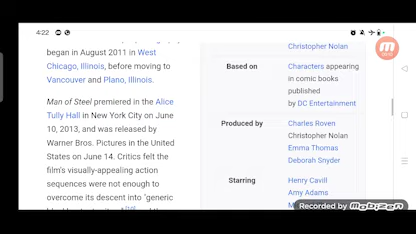 4:22
began in August 2011 in West
Chicago, Illinois, before moving to
Vancouver and Plano, Illinois.
Man of Steel premiered in the Alice
Tully Hall in New York City on June
10, 2013, and was released by
Warner Bros. Pictures in the United
States on June 14. Critics felt the
film's visually-appealing action
sequences were not enough to
overcome its descent into "generic
Christopher Nolan
Based on
Characters appearing
in comic books
published
by DC Entertainment
Produced by
Charles Roven
Christopher Nolan
Emma Thomas
Deborah Snyder
Starring
Henry Cavill
Amy Adams
Recorded by Mobizen